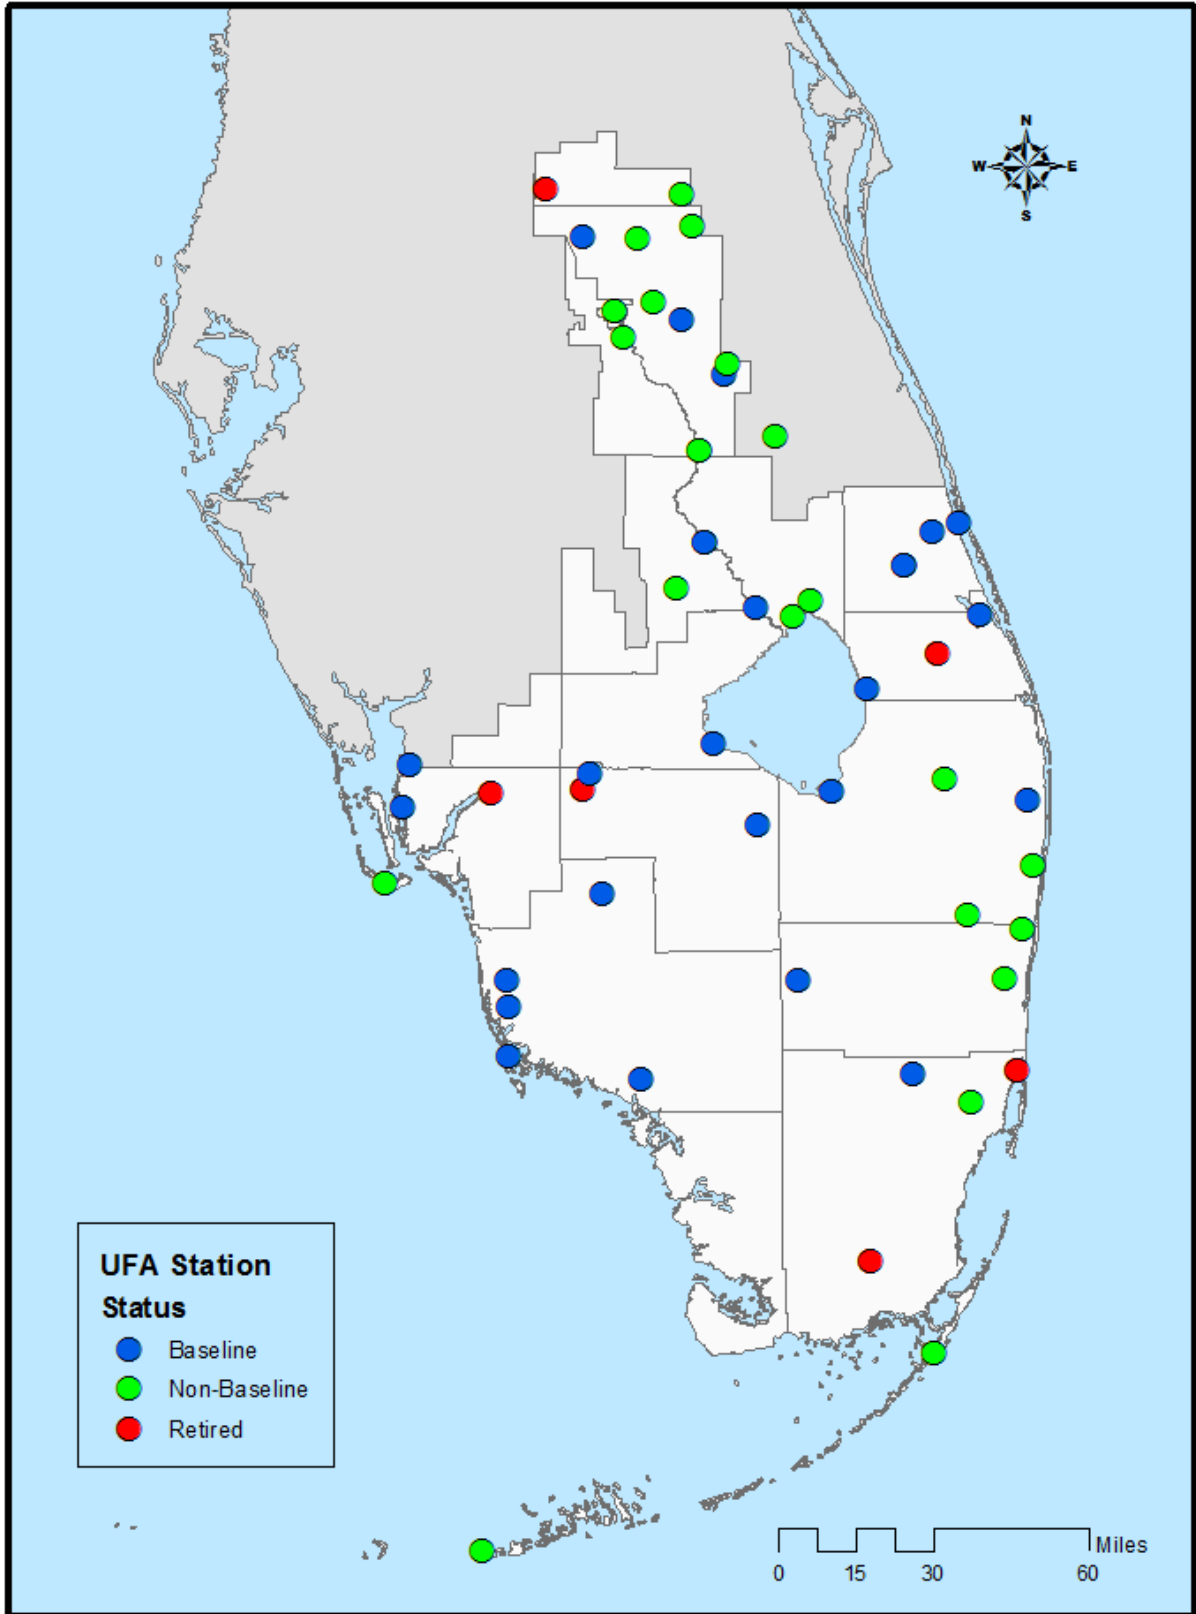 N
W E
S
UFA Station
Status
Baseline
Non-Baseline
Retired
Miles
0 15 30 60